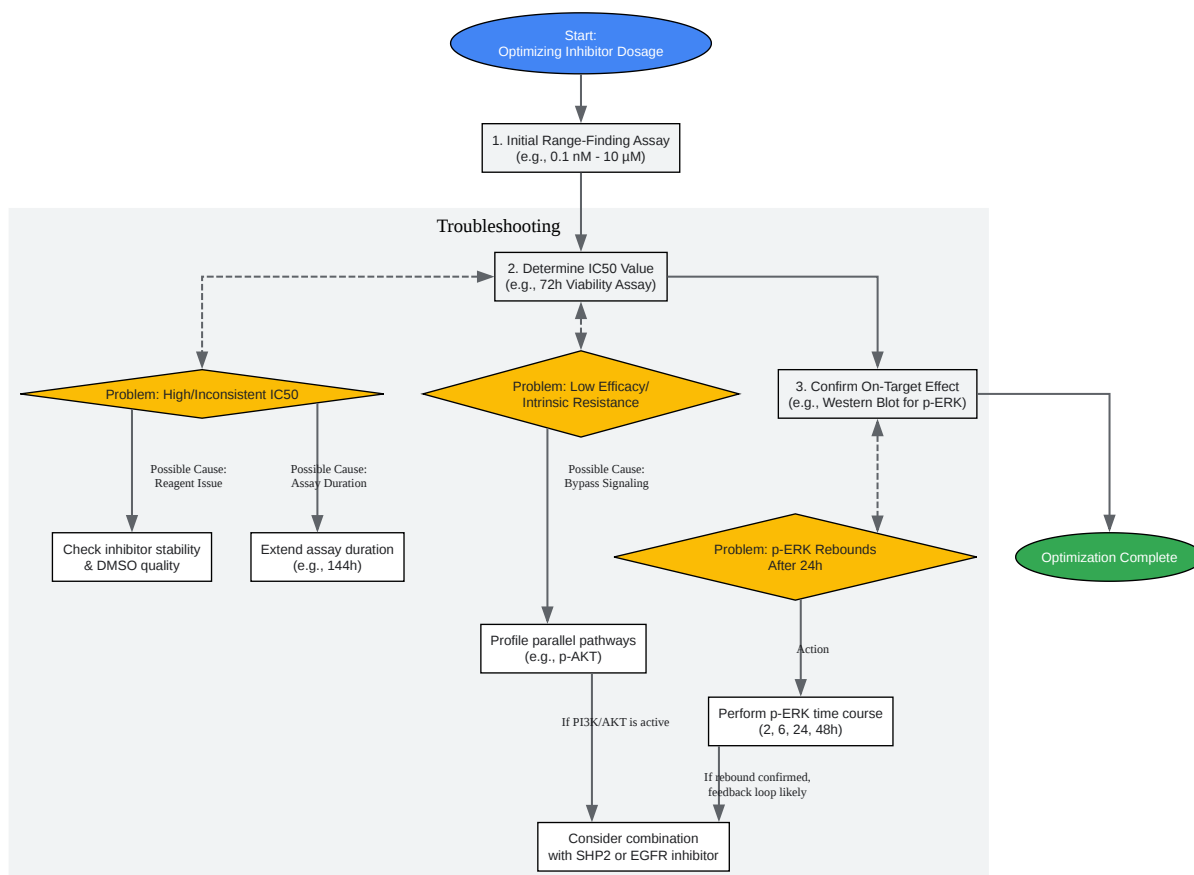 Start:
Optimizing Inhibitor Dosage
1. Initial Range-Finding Assay
(e.g., 0.1 nM - 10 µM)
Troubleshooting
2. Determine IC50 Value
(e.g., 72h Viability Assay)
Problem: High/Inconsistent IC50
Problem: Low Efficacy/
Intrinsic Resistance
3. Confirm On-Target Effect
(e.g., Western Blot for p-ERK)
Possible Cause:
Reagent Issue
Possible Cause:
Assay Duration
Possible Cause:
Bypass Signaling
Check inhibitor stability
& DMSO quality
Extend assay duration
(e.g., 144h)
Problem: p-ERK Rebounds
After 24h
Optimization Complete
Profile parallel pathways
(e.g., p-AKT)
Action
If PI3K/AKT is active
Perform p-ERK time course
(2, 6, 24, 48h)
If rebound confirmed,
feedback loop likely
Consider combination
with SHP2 or EGFR inhibitor